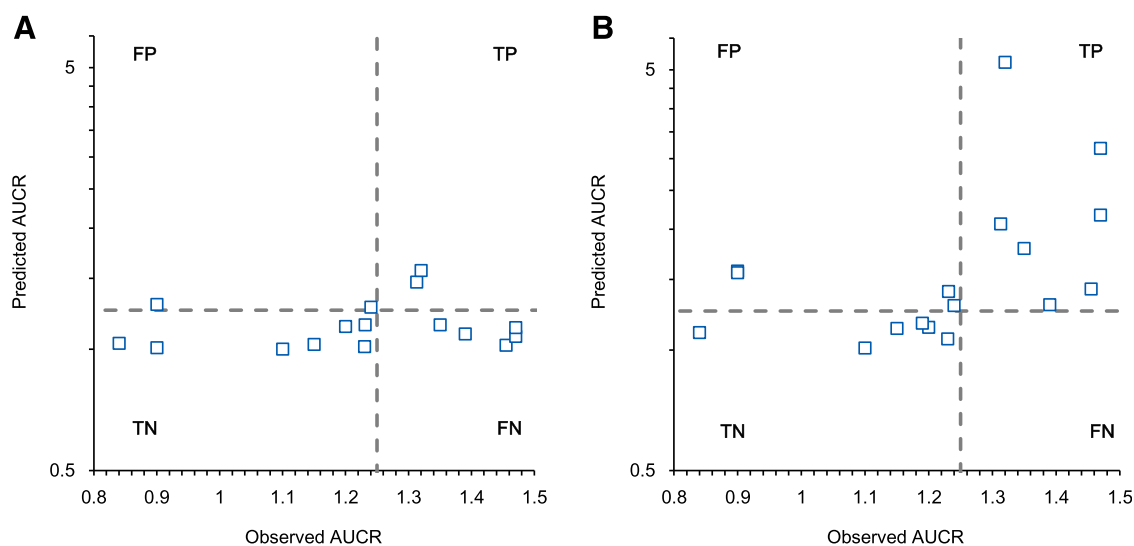 A
FP
TP
5
Predicted AUCR
TN
FN
0.5
0.8 0.9 1 1.1 1.2 1.3 1.4 1.5
Observed AUCR
B
FP
TP
5
Predicted AUCR
TN
FN
0.5
0.8 0.9 1 1.1 1.2 1.3 1.4 1.5
Observed AUCR